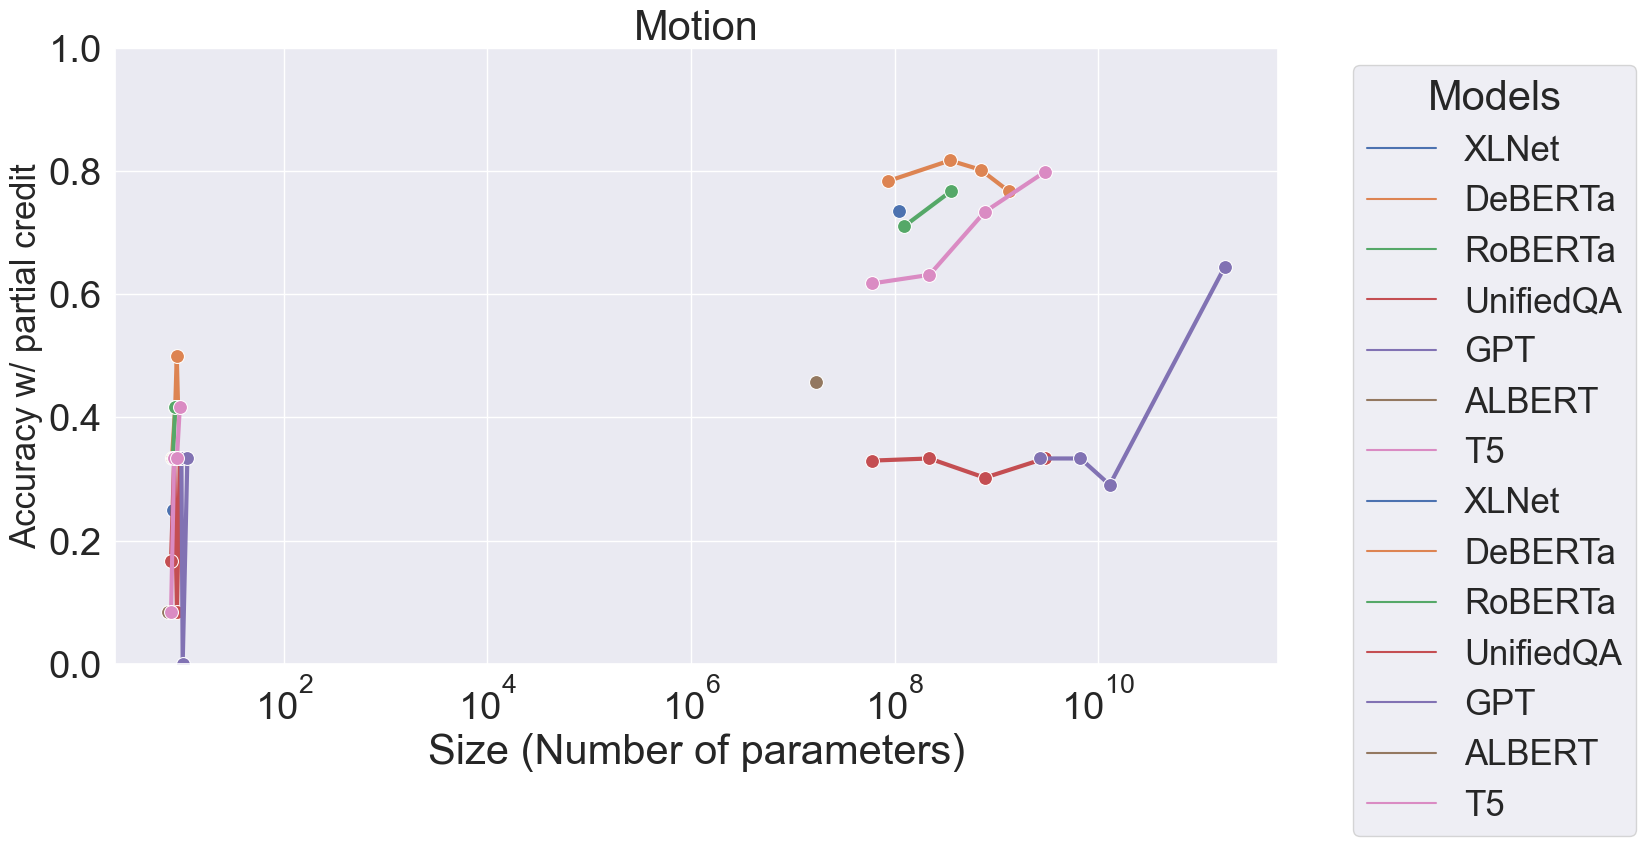 Motion
Accuracy w/ partial credit
1.0
0.8
0.6
0.4
0.2
0.0
10^2
10^4
10^6
10^8
10^10
Size (Number of parameters)
Models
XLNet
DeBERTa
RoBERTa
UnifiedQA
GPT
ALBERT
T5
XLNet
DeBERTa
RoBERTa
UnifiedQA
GPT
ALBERT
T5